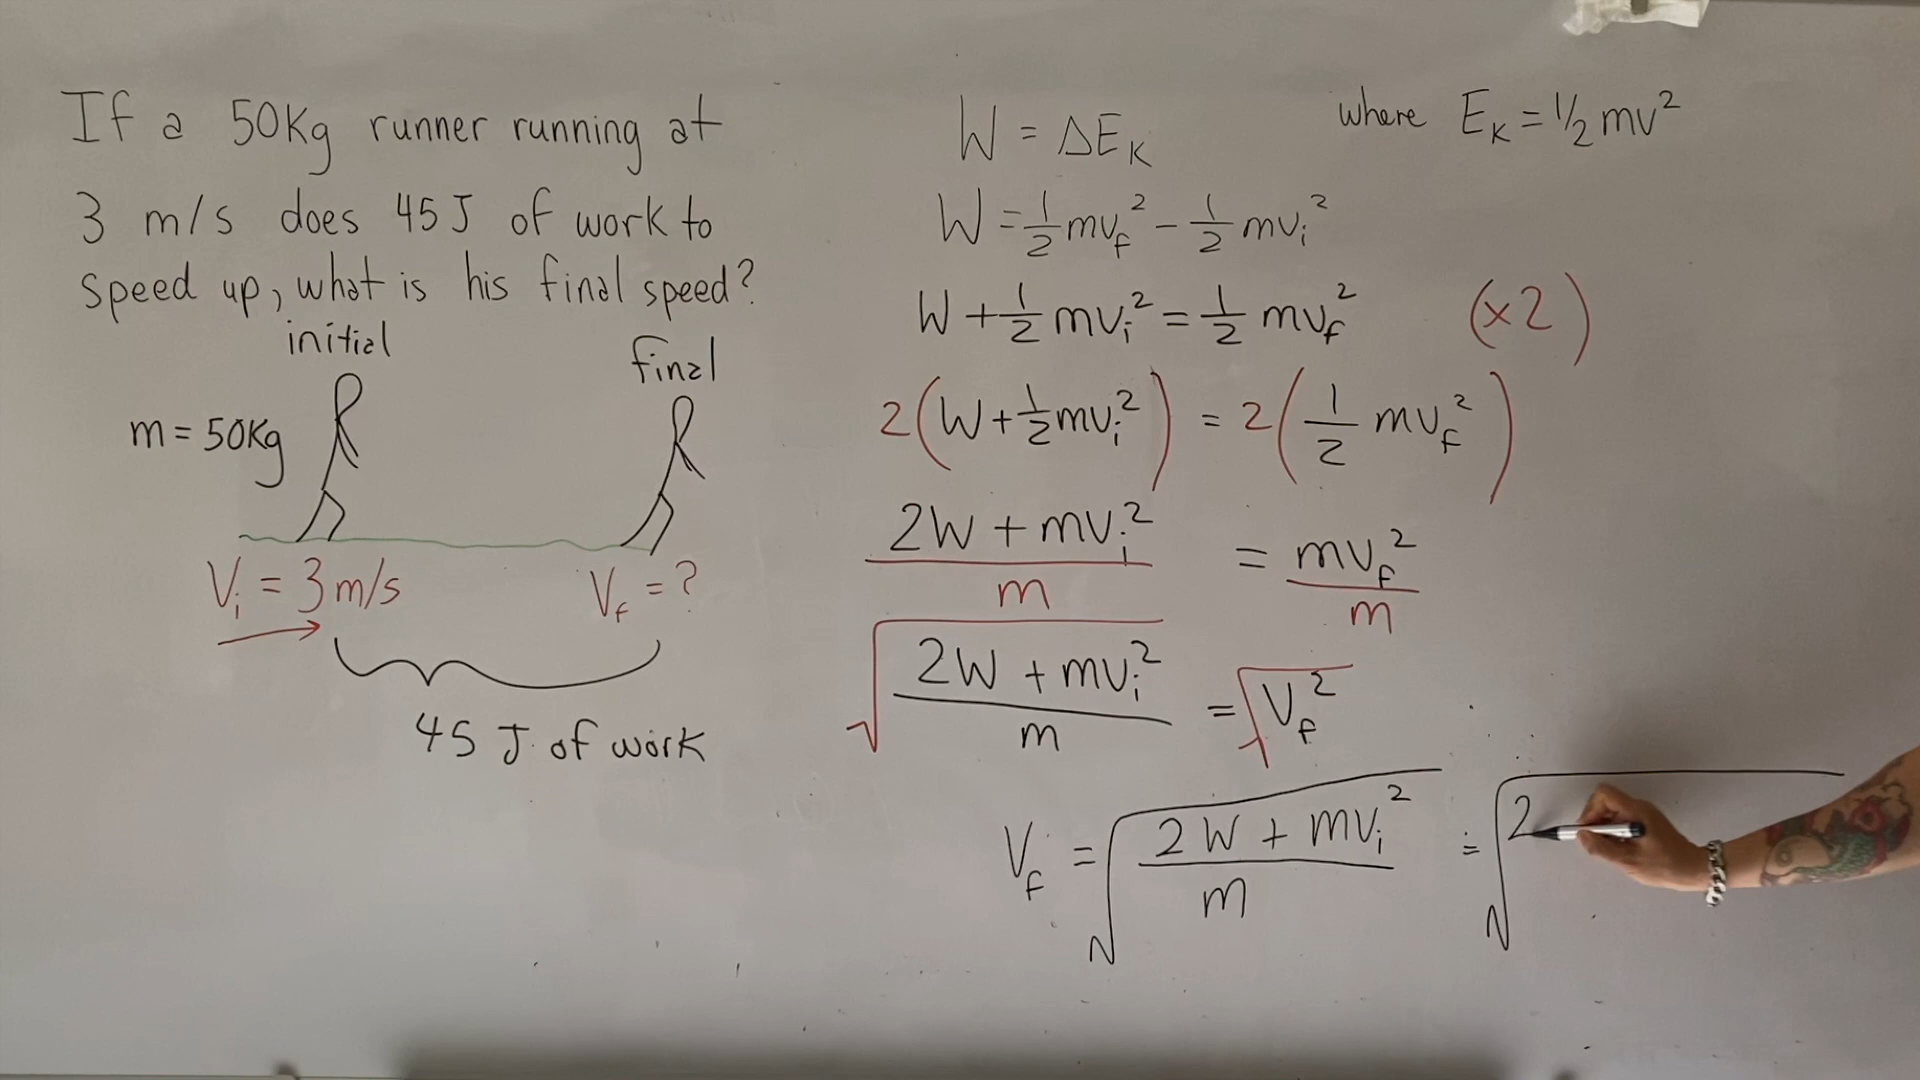 If a 50Kg runner running at
3 m/s does 45 J of work to
speed up, what is his final speed?
initial
final
m = 50Kg
Vi = 3 m/s
Vf = ?
45 J of work
W = ΔEK
where EK = 1/2 mv²
W = 1/2 mvf² - 1/2 mvi²
W + 1/2 mvi² = 1/2 mvf²
(x2)
2(W + 1/2 mvi²) = 2(1/2 mvf²)
2W + mvi² / m = mvf² / m
√(2W + mvi² / m) = √Vf²
Vf = √(2W + mvi² / m) = √2